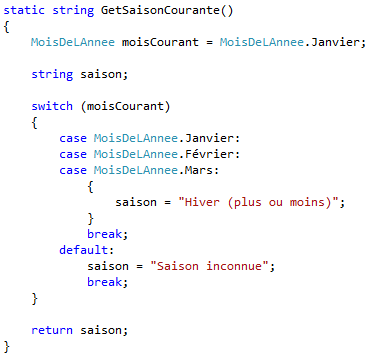 static string GetSaisonCourante()
{
    MoisDeLAnnee moisCourant = MoisDeLAnnee.Janvier;

    string saison;

    switch (moisCourant)
    {
        case MoisDeLAnnee.Janvier:
        case MoisDeLAnnee.Février:
        case MoisDeLAnnee.Mars:
            {
                saison = "Hiver (plus ou moins)";
            }
            break;
        default:
            saison = "Saison inconnue";
            break;
    }

    return saison;
}